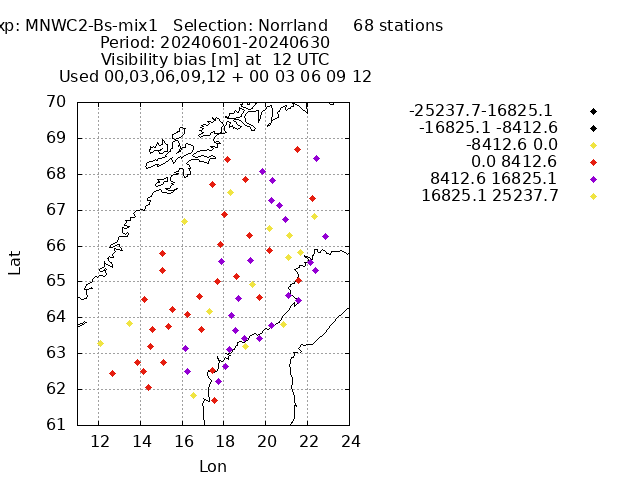 xp: MNWC2-Bs-mix1 Selection: Norrland 68 stations
Period: 20240601-20240630
Visibility bias [m] at 12 UTC
Used 00,03,06,09,12 + 00 03 06 09 12
-25237.7-16825.1
-16825.1 -8412.6
-8412.6 0.0
0.0 8412.6
8412.6 16825.1
16825.1 25237.7
70
69
68
67
66
65
64
63
62
61
Lat
12 14 16 18 20 22 24
Lon